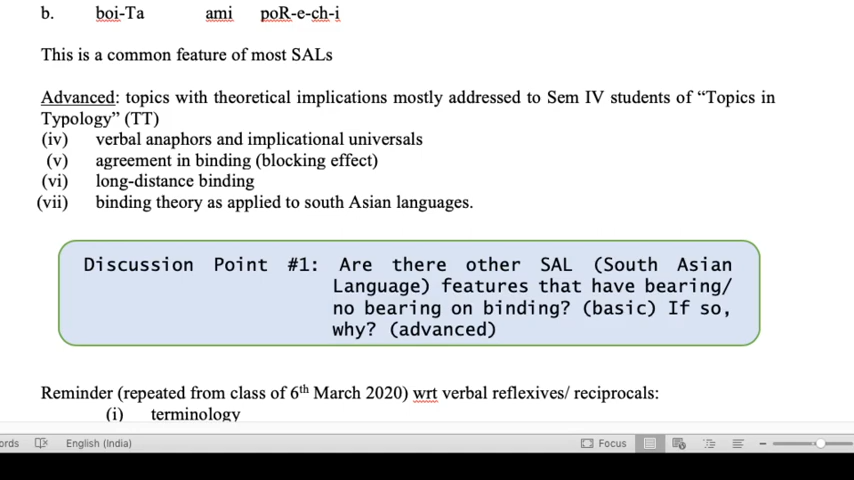 b. boi-Ta ami poR-e-ch-i
This is a common feature of most SALs
Advanced: topics with theoretical implications mostly addressed to Sem IV students of “Topics in
Typology” (TT)
(iv) verbal anaphors and implicational universals
(v) agreement in binding (blocking effect)
(vi) long-distance binding
(vii) binding theory as applied to south Asian languages.
Discussion Point #1: Are there other SAL (South Asian
Language) features that have bearing/
no bearing on binding? (basic) If so,
why? (advanced)
Reminder (repeated from class of 6th March 2020) wrt verbal reflexives/ reciprocals:
(i) terminology
ords English (India) Focus